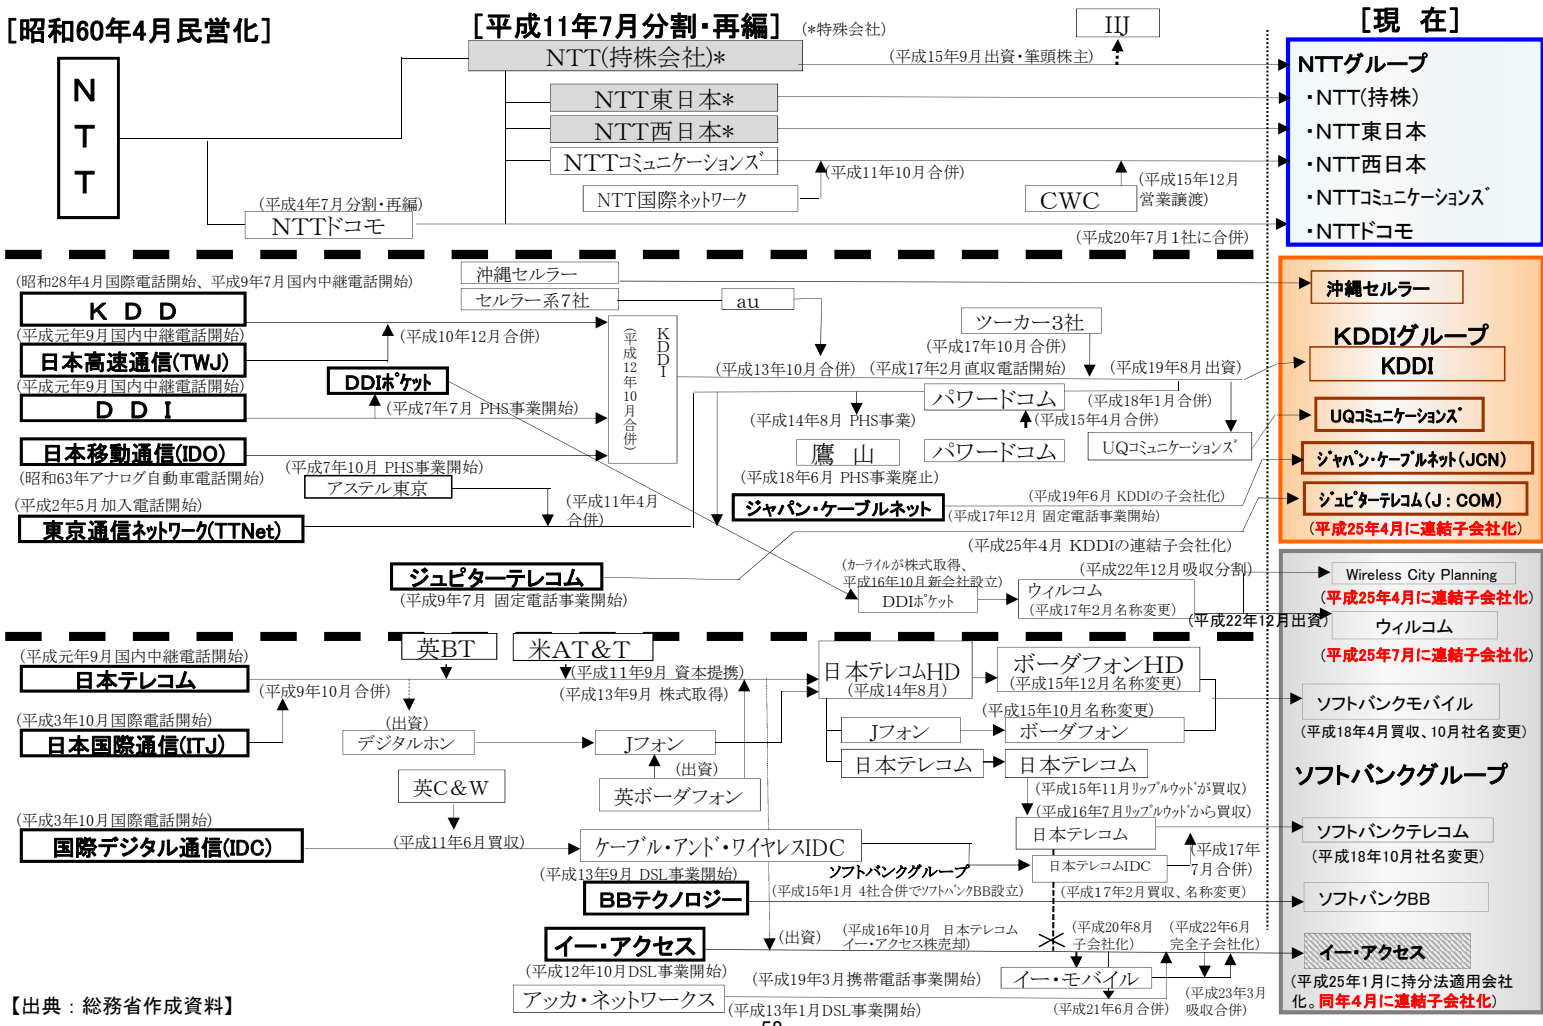 [昭和60年4月民営化]
[平成11年7月分割・再編]
(*特殊会社)
[現 在]
IIJ
NTT
NTT(持株会社)*
(平成15年9月出資・筆頭株主)
NTT東日本*
NTT西日本*
NTTコミュニケーションズ
(平成11年10月合併)
NTT国際ネットワーク
CWC
(平成15年12月
営業譲渡)
(平成4年7月分割・再編)
NTTドコモ
(平成20年7月1社に合併)
NTTグループ
・NTT(持株)
・NTT東日本
・NTT西日本
・NTTコミュニケーションズ
・NTTドコモ
(昭和28年4月国際電話開始、平成9年7月国内中継電話開始)
KDD
(平成元年9月国内中継電話開始)
日本高速通信(TWJ)
(平成10年12月合併)
(平成元年9月国内中継電話開始)
DDI
DDIポケット
(平成7年7月 PHS事業開始)
日本移動通信(IDO)
(昭和63年アナログ自動車電話開始)
(平成7年10月 PHS事業開始)
アステル東京
(平成2年5月加入電話開始)
東京通信ネットワーク(TTNet)
(平成11年4月
合併)
沖縄セルラー
セルラー系7社
au
KDDI
(平成12年10月合併)
(平成13年10月合併)
ツーカー3社
(平成17年10月合併)
(平成17年2月直収電話開始)
(平成19年8月出資)
パワードコム
(平成18年1月合併)
(平成14年8月 PHS事業)
(平成15年4月合併)
鷹山
パワードコム
UQコミュニケーションズ
(平成18年6月 PHS事業廃止)
ジャパン・ケーブルネット
(平成19年6月 KDDIの子会社化)
(平成17年12月 固定電話事業開始)
(平成25年4月 KDDIの連結子会社化)
ジュピターテレコム
(平成9年7月 固定電話事業開始)
沖縄セルラー
KDDIグループ
KDDI
UQコミュニケーションズ
ジャパン・ケーブルネット(JCN)
ジュピターテレコム(J:COM)
(平成25年4月に連結子会社化)
(カーライルが株式取得、
平成16年10月新会社設立)
DDIポケット
ウィルコム
(平成17年2月名称変更)
(平成22年12月吸収分割)
(平成22年12月出資)
Wireless City Planning
(平成25年4月に連結子会社化)
ウィルコム
(平成25年7月に連結子会社化)
英BT
米AT&T
(平成元年9月国内中継電話開始)
日本テレコム
(平成9年10月合併)
(平成11年9月 資本提携)
(平成13年9月 株式取得)
日本テレコムHD
(平成14年8月)
ボーダフォンHD
(平成15年12月名称変更)
ソフトバンクモバイル
(平成18年4月買収、10月社名変更)
(平成3年10月国際電話開始)
日本国際通信(ITJ)
(出資)
デジタルホン
Jフォン
(出資)
英ボーダフォン
(平成15年10月名称変更)
Jフォン
ボーダフォン
日本テレコム
日本テレコム
(平成15年11月リップルウッドが買収)
(平成16年7月リップルウッドから買収)
ソフトバンクグループ
英C&W
(平成3年10月国際電話開始)
国際デジタル通信(IDC)
(平成11年6月買収)
ケーブル・アンド・ワイヤレスIDC
日本テレコム
日本テレコムIDC
(平成17年
7月合併)
(平成17年2月買収、名称変更)
ソフトバンクテレコム
(平成18年10月社名変更)
(平成13年9月 DSL事業開始)
ソフトバンクグループ
BBテクノロジー
(平成15年1月 4社合併でソフトバンクBB設立)
ソフトバンクBB
イー・アクセス
(平成12年10月DSL事業開始)
(出資)
(平成16年10月 日本テレコム
イー・アクセス株売却)
(平成20年8月
子会社化)
(平成22年6月
完全子会社化)
イー・アクセス
(平成19年3月携帯電話事業開始)
イー・モバイル
アッカ・ネットワークス
(平成13年1月DSL事業開始)
(平成21年6月合併)
(平成23年3月
吸収合併)
(平成25年1月に持分法適用会社
化。同年4月に連結子会社化)
【出典:総務省作成資料】